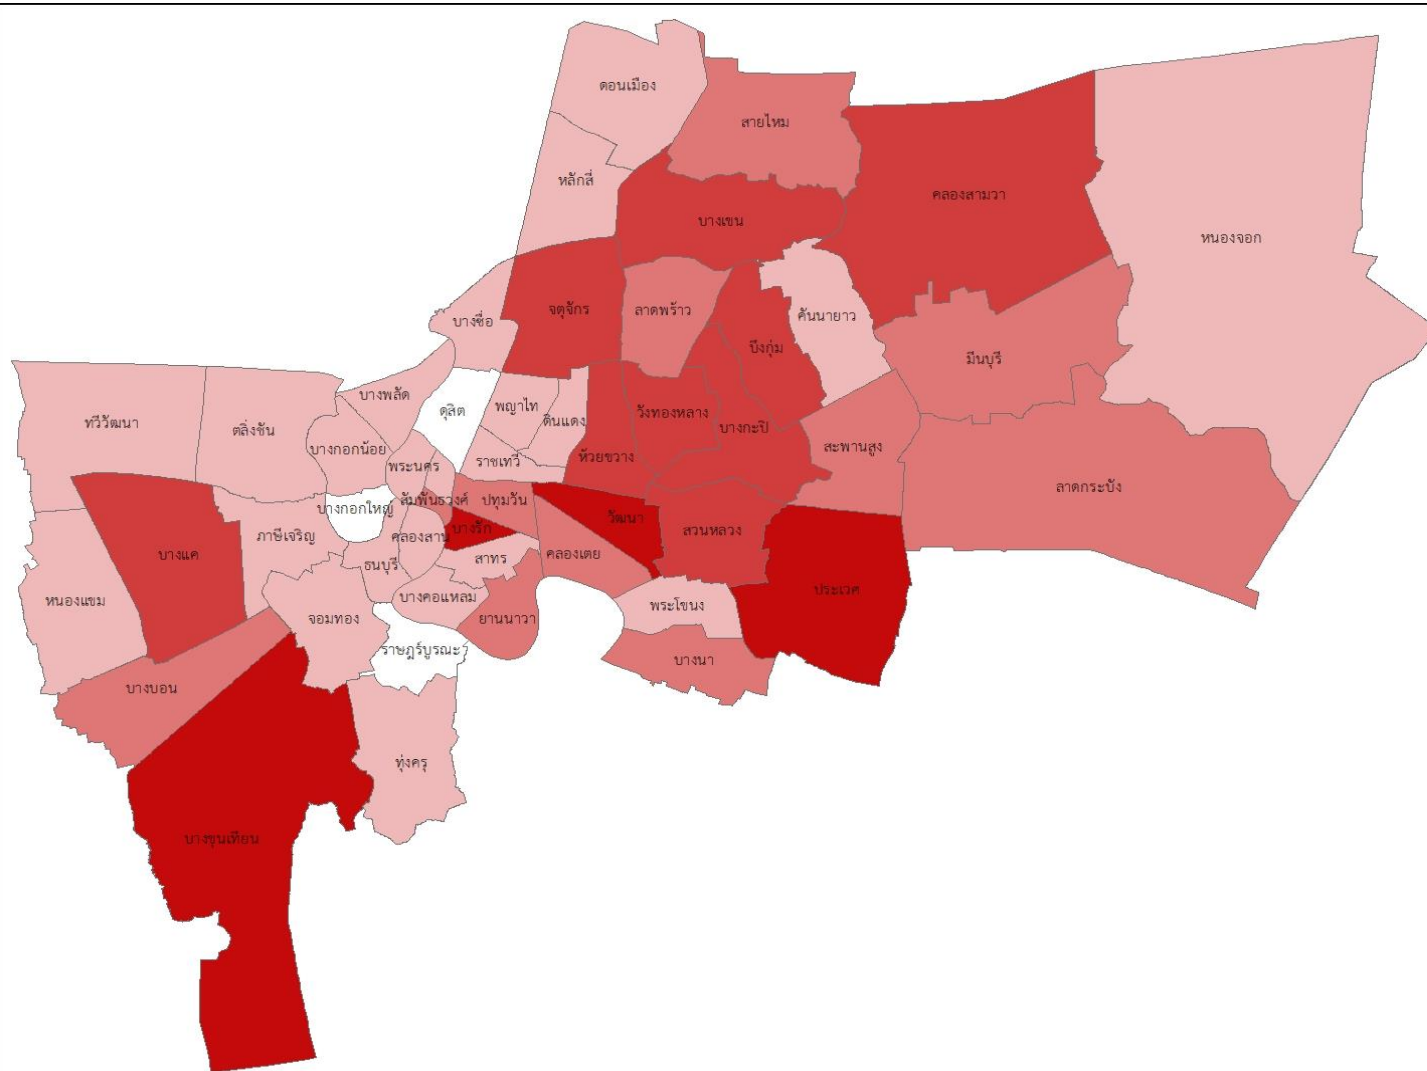 ดอนเมือง
สายไหม
หลักสี่
คลองสามวา
บางเขน
หนองจอก
จตุจักร
ลาดพร้าว
คันนายาว
บางซื่อ
บึงกุ่ม
มีนบุรี
บางพลัด
ดุสิต
พญาไท
ดินแดง
วังทองหลาง
บางกะปิ
ทวีวัฒนา
ตลิ่งชัน
บางกอกน้อย
สะพานสูง
ห้วยขวาง
พระนคร
ราชเทวี
ลาดกระบัง
สัมพันธวงศ์
ปทุมวัน
บางกอกใหญ่
วัฒนา
บางรัก
สวนหลวง
ภาษีเจริญ
คลองสาน
บางแค
สาทร
คลองเตย
ธนบุรี
ประเวศ
หนองแขม
บางคอแหลม
พระโขนง
จอมทอง
ยานนาวา
ราษฎร์บูรณะ
บางนา
บางบอน
ทุ่งครุ
บางขุนเทียน